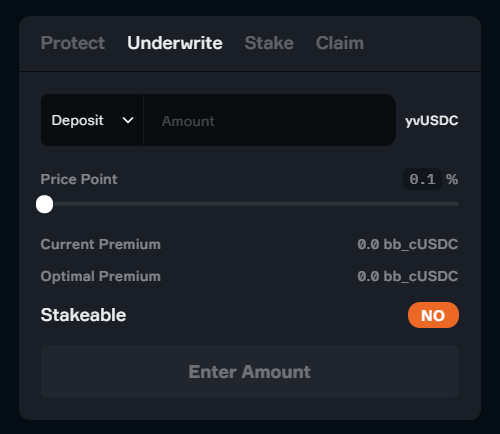 Protect Underwrite Stake Claim
Deposit Amount yvUSDC
Price Point 0.1 %
Current Premium 0.0 bb_cUSDC
Optimal Premium 0.0 bb_cUSDC
Stakeable NO
Enter Amount